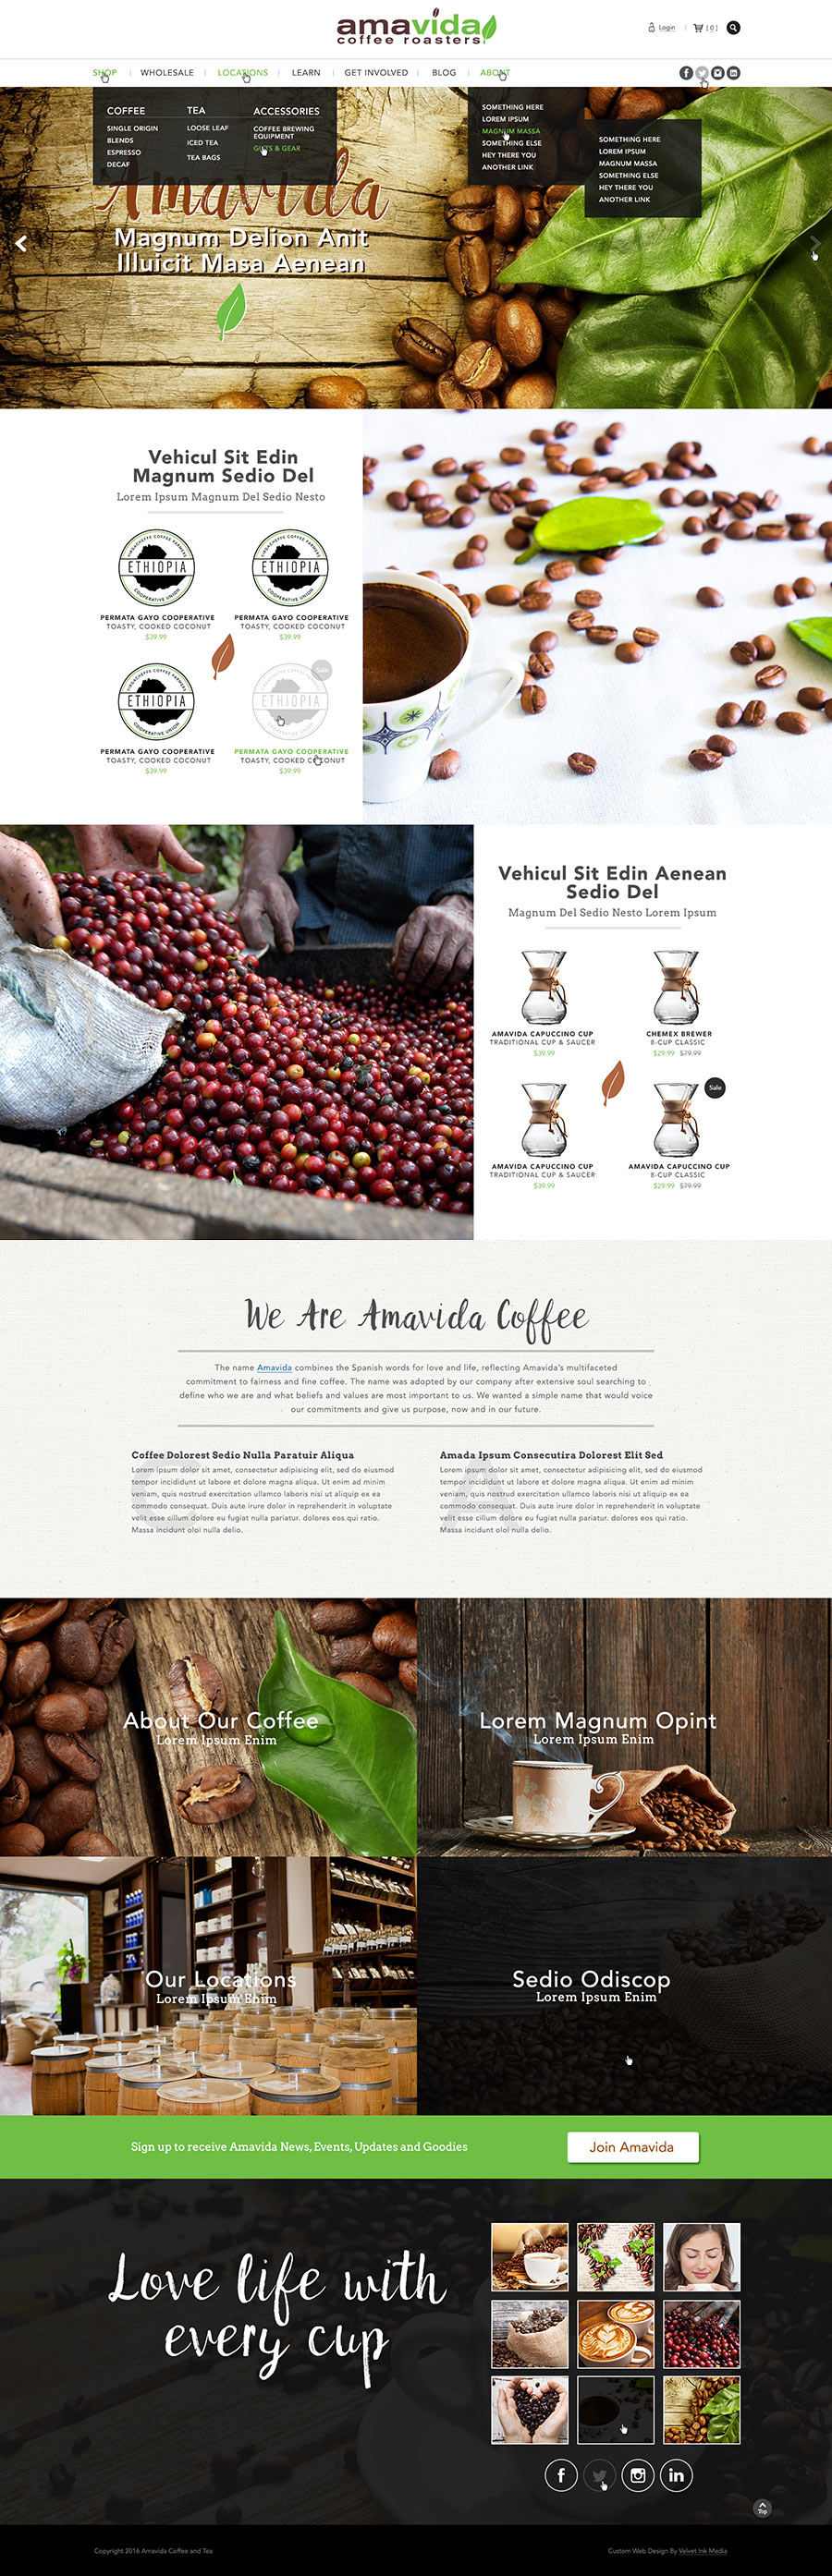 amavida
coffee roasters
Login
[ 0 ]
SHOP
WHOLESALE
LOCATIONS
LEARN
GET INVOLVED
BLOG
ABOUT
COFFEE
SINGLE ORIGIN
BLENDS
ESPRESSO
DECAF
TEA
LOOSE LEAF
ICED TEA
TEA BAGS
ACCESSORIES
COFFEE BREWING
EQUIPMENT
GIFTS & GEAR
SOMETHING HERE
LOREM IPSUM
MAGNUM MASSA
SOMETHING ELSE
HEY THERE YOU
ANOTHER LINK
SOMETHING HERE
LOREM IPSUM
MAGNUM MASSA
SOMETHING ELSE
HEY THERE YOU
ANOTHER LINK
Amavida
Magnum Delion Anit
Illuicit Masa Aenean
Vehicul Sit Edin
Magnum Sedio Del
Lorem Ipsum Magnum Del Sedio Nesto
YIRGACHEFFE COFFEE FARMERS
ETHIOPIA
COOPERATIVE UNION
PERMATA GAYO COOPERATIVE
TOASTY, COOKED COCONUT
$39.99
YIRGACHEFFE COFFEE FARMERS
ETHIOPIA
COOPERATIVE UNION
PERMATA GAYO COOPERATIVE
TOASTY, COOKED COCONUT
$39.99
YIRGACHEFFE COFFEE FARMERS
ETHIOPIA
COOPERATIVE UNION
PERMATA GAYO COOPERATIVE
TOASTY, COOKED COCONUT
$39.99
Sale
YIRGACHEFFE COFFEE FARMERS
ETHIOPIA
COOPERATIVE UNION
PERMATA GAYO COOPERATIVE
TOASTY, COOKED COCONUT
$39.99
Vehicul Sit Edin Aenean
Sedio Del
Magnum Del Sedio Nesto Lorem Ipsum
AMAVIDA CAPUCCINO CUP
TRADITIONAL CUP & SAUCER
$39.99
CHEMEX BREWER
8-CUP CLASSIC
$29.99 $79.99
AMAVIDA CAPUCCINO CUP
TRADITIONAL CUP & SAUCER
$39.99
Sale
AMAVIDA CAPUCCINO CUP
8-CUP CLASSIC
$29.99 $79.99
We Are Amavida Coffee
The name Amavida combines the Spanish words for love and life, reflecting Amavida's multifaceted
commitment to fairness and fine coffee. The name was adopted by our company after extensive soul searching to
define who we are and what beliefs and values are most important to us. We wanted a simple name that would voice
our commitments and give us purpose, now and in our future.
C
Coffee Dolorest Sedio Nulla Paratuir Aliqua
Lorem ipsum dolor sit amet, consectetur adipisicing elit, sed do eiusmod
tempor incididunt ut labore et dolore magna aliqua. Ut enim ad minim
veniam, quis nostrud exercitation ullamco laboris nisi ut aliquip ex ea
commodo consequat. Duis aute irure dolor in reprehenderit in voluptate
velit esse cillum dolore eu fugiat nulla pariatur. dolores eos qui ratio.
Massa incidunt oloi nulla delio.
A
Amada Ipsum Consecutira Dolorest Elit Sed
Lorem ipsum dolor sit amet, consectetur adipisicing elit, sed do eiusmod
tempor incididunt ut labore et dolore magna aliqua. Ut enim ad minim
veniam, quis nostrud exercitation ullamco laboris nisi ut aliquip ex ea
commodo consequat. Duis aute irure dolor in reprehenderit in voluptate
velit esse cillum dolore eu fugiat nulla pariatur. dolores eos qui ratio.
Massa incidunt oloi nulla delio.
About Our Coffee
Lorem Ipsum Enim
Lorem Magnum Opint
Lorem Ipsum Enim
Our Locations
Lorem Ipsum Enim
Sedio Odiscop
Lorem Ipsum Enim
Sign up to receive Amavida News, Events, Updates and Goodies
Join Amavida
Love life with
every cup
Top
Copyright 2016 Amavida Coffee and Tea
Custom Web Design By Velvet Ink Media